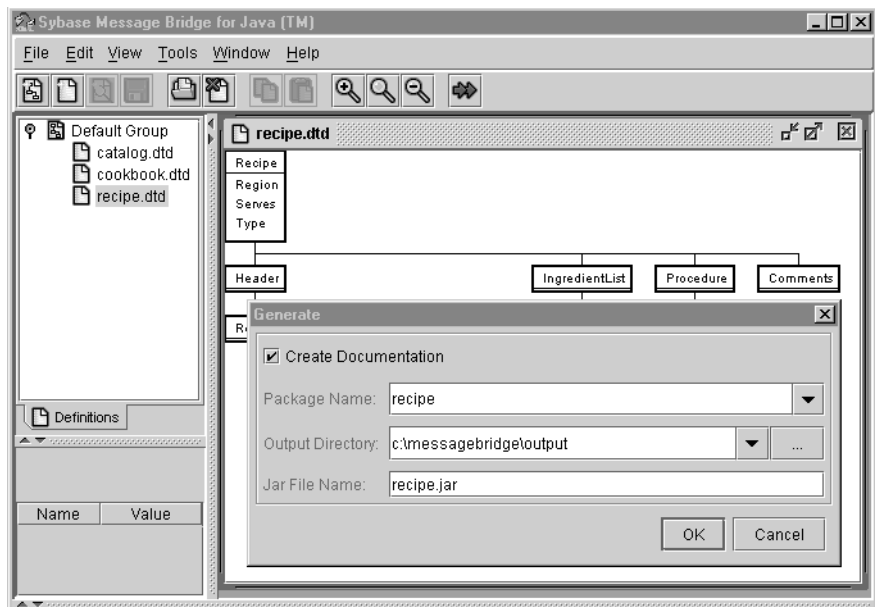 Sybase Message Bridge for Java (TM)
File Edit View Tools Window Help
Default Group
catalog.dtd
cookbook.dtd
recipe.dtd
Definitions
Name Value
recipe.dtd
Recipe
Region
Serves
Type
Header IngredientList Procedure Comments
Generate
Create Documentation
Package Name: recipe
Output Directory: c:\messagebridge\output ...
Jar File Name: recipe.jar
OK Cancel